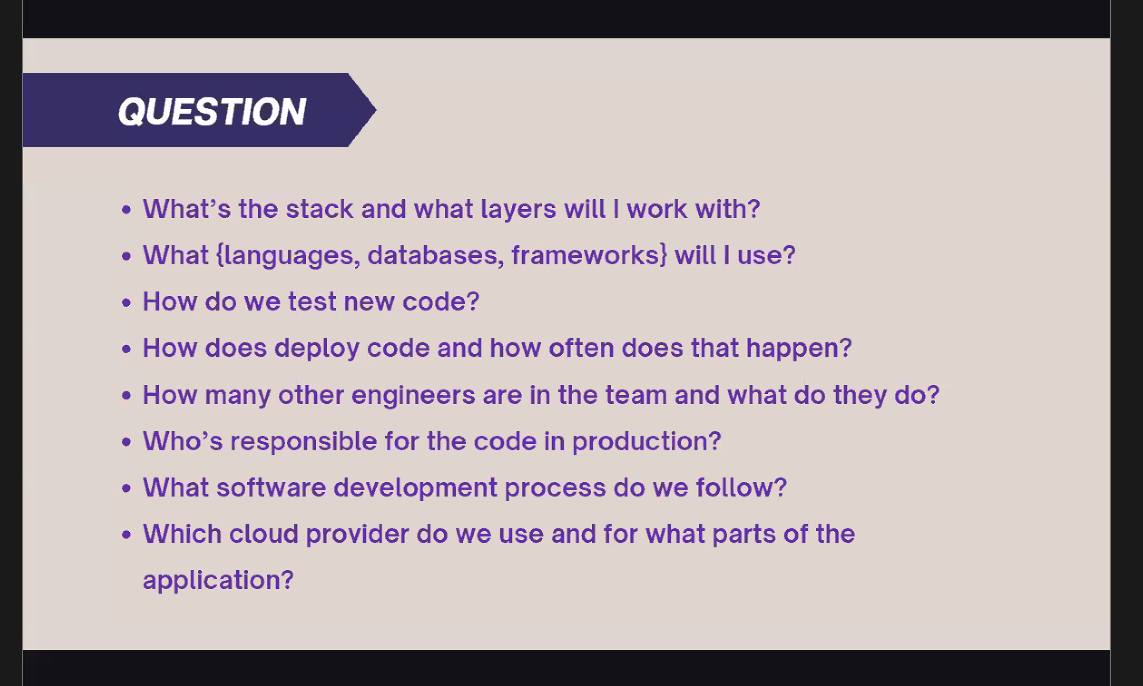 QUESTION
• What's the stack and what layers will I work with?
• What {languages, databases, frameworks} will I use?
• How do we test new code?
• How does deploy code and how often does that happen?
• How many other engineers are in the team and what do they do?
• Who's responsible for the code in production?
• What software development process do we follow?
• Which cloud provider do we use and for what parts of the
application?